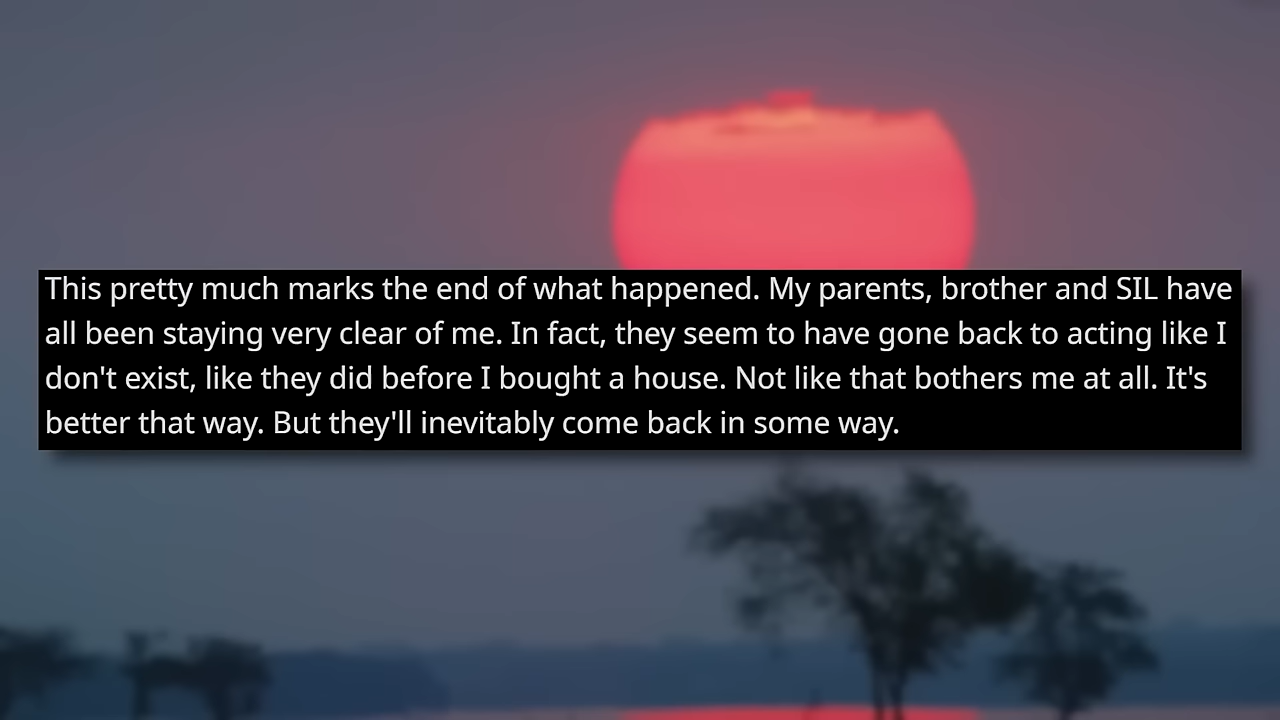 This pretty much marks the end of what happened. My parents, brother and SIL have
all been staying very clear of me. In fact, they seem to have gone back to acting like I
don't exist, like they did before I bought a house. Not like that bothers me at all. It's
better that way. But they'll inevitably come back in some way.